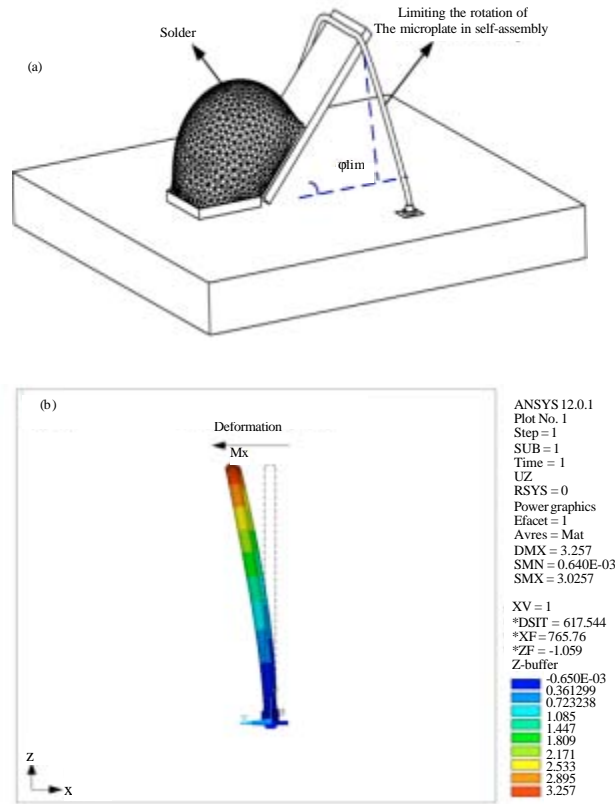 Limiting the rotation of
The microplate in self-assembly
Solder
(a)
φlim
(b)
Deformation
Mx
Z
X
ANSYS 12.0.1
Plot No. 1
Step = 1
SUB = 1
Time = 1
UZ
RSYS = 0
Power graphics
Efacet = 1
Avres = Mat
DMX = 3.257
SMN = 0.640E-03
SMX = 3.0257
XV = 1
*DSIT = 617.544
*XF = 765.76
*ZF = -1.059
Z-buffer
-0.650E-03
0.361299
0.723238
1.085
1.447
1.809
2.171
2.533
2.895
3.257